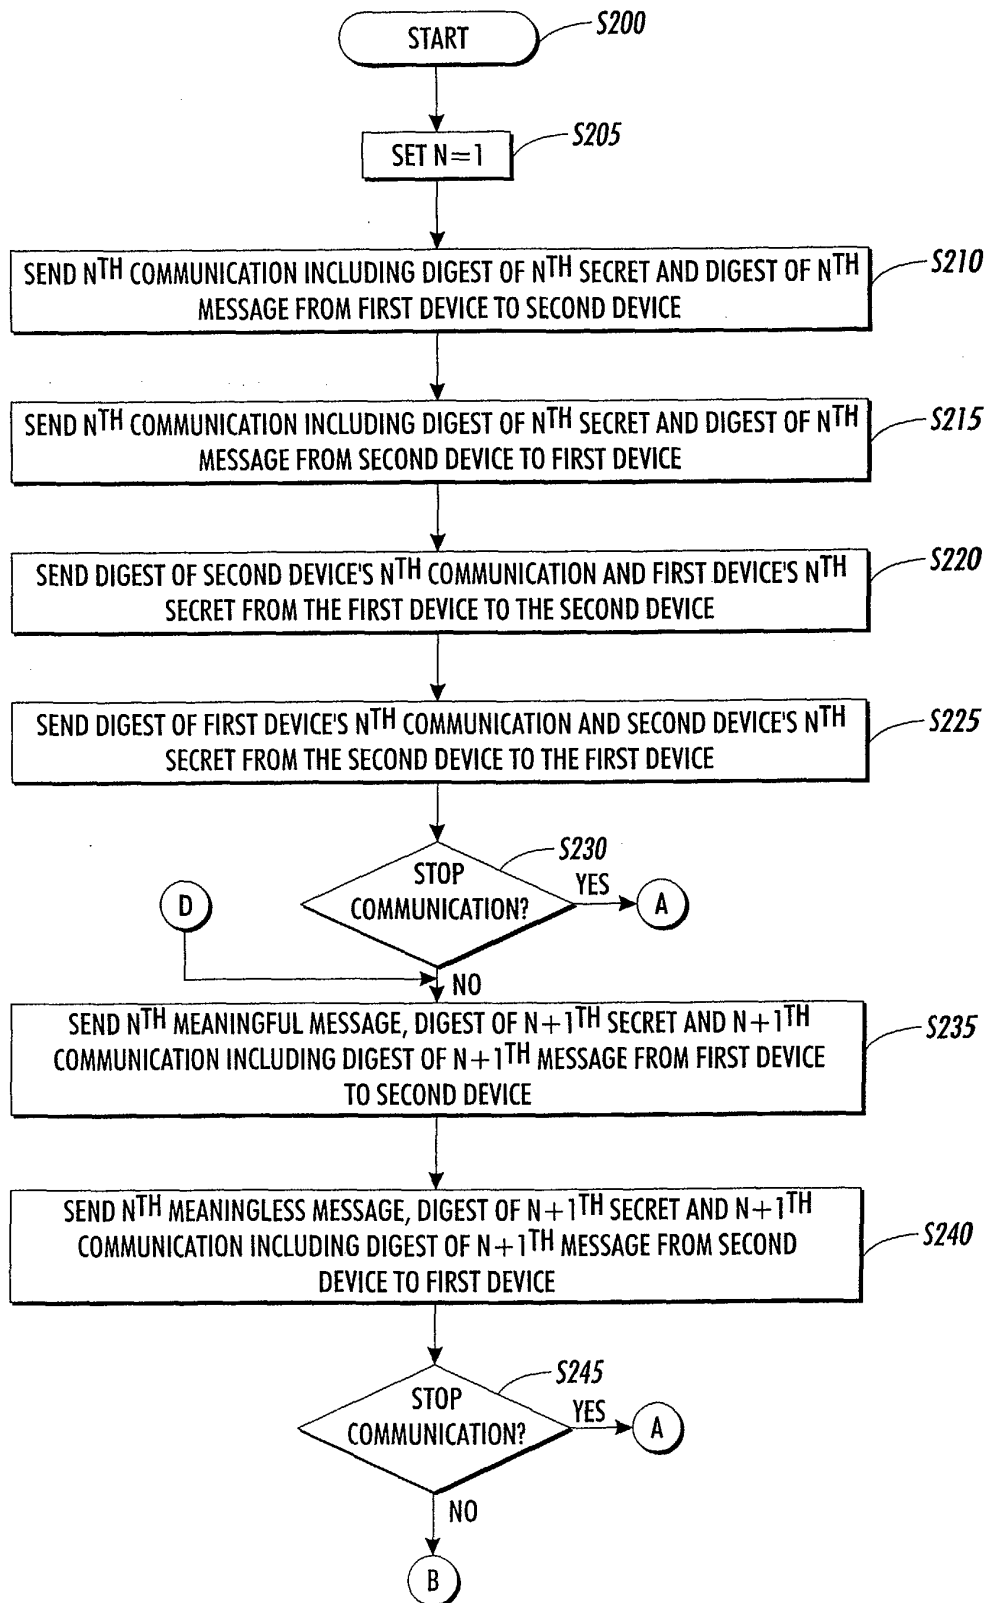 START
S200
SET N=1
S205
SEND NTH COMMUNICATION INCLUDING DIGEST OF NTH SECRET AND DIGEST OF NTH
MESSAGE FROM FIRST DEVICE TO SECOND DEVICE
S210
SEND NTH COMMUNICATION INCLUDING DIGEST OF NTH SECRET AND DIGEST OF NTH
MESSAGE FROM SECOND DEVICE TO FIRST DEVICE
S215
SEND DIGEST OF SECOND DEVICE'S NTH COMMUNICATION AND FIRST DEVICE'S NTH
SECRET FROM THE FIRST DEVICE TO THE SECOND DEVICE
S220
SEND DIGEST OF FIRST DEVICE'S NTH COMMUNICATION AND SECOND DEVICE'S NTH
SECRET FROM THE SECOND DEVICE TO THE FIRST DEVICE
S225
STOP
COMMUNICATION?
S230
YES
A
D
NO
SEND NTH MEANINGFUL MESSAGE, DIGEST OF N+1TH SECRET AND N+1TH
COMMUNICATION INCLUDING DIGEST OF N+1TH MESSAGE FROM FIRST DEVICE
TO SECOND DEVICE
S235
SEND NTH MEANINGLESS MESSAGE, DIGEST OF N+1TH SECRET AND N+1TH
COMMUNICATION INCLUDING DIGEST OF N+1TH MESSAGE FROM SECOND
DEVICE TO FIRST DEVICE
S240
STOP
COMMUNICATION?
S245
YES
A
NO
B